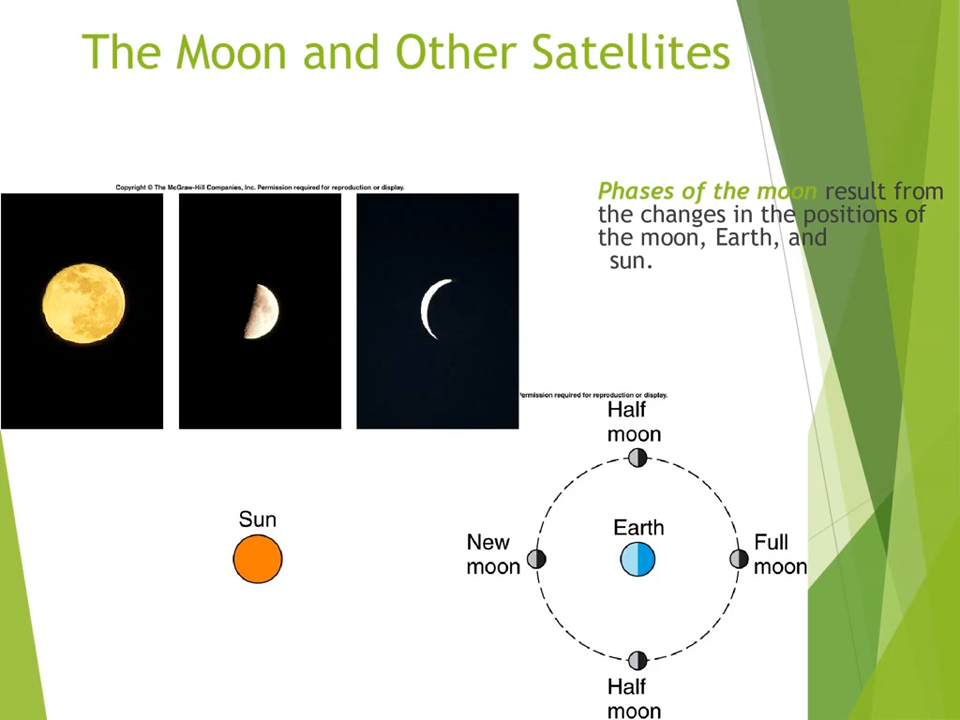 The Moon and Other Satellites
Copyright © The McGraw-Hill Companies, Inc. Permission required for reproduction or display.
Phases of the moon result from
the changes in the positions of
the moon, Earth, and
sun.
Permission required for reproduction or display.
Half
moon
Sun
Earth
New
moon
Full
moon
Half
moon